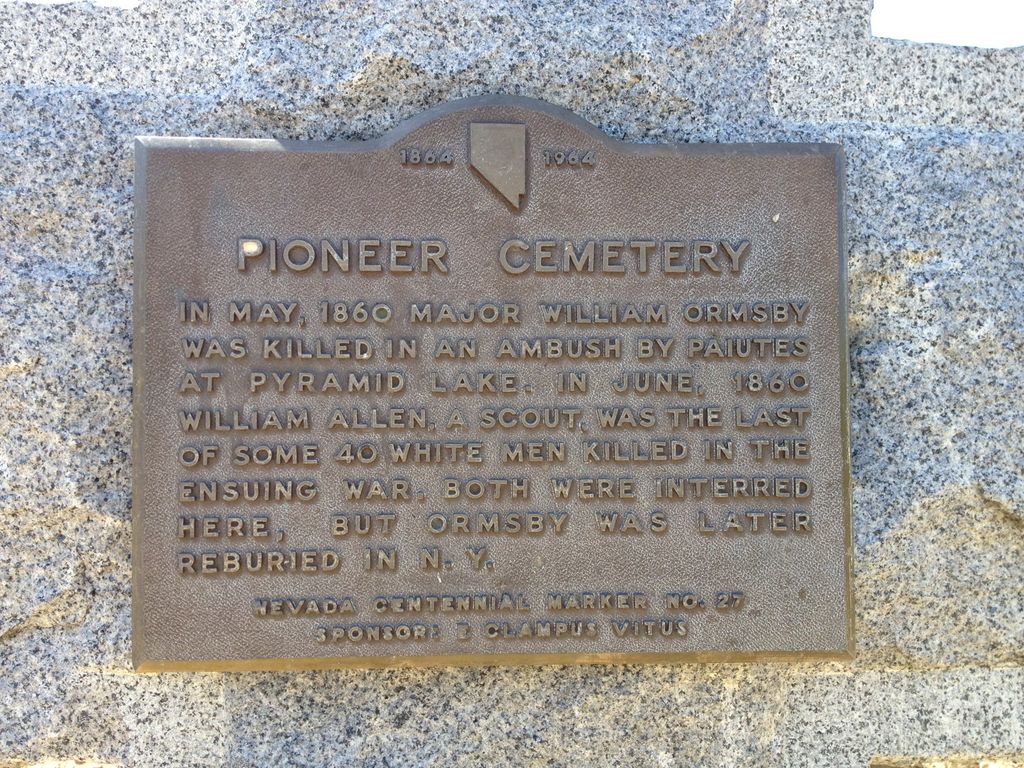 1864 1964
PIONEER CEMETERY
IN MAY, 1860 MAJOR WILLIAM ORMSBY
WAS KILLED IN AN AMBUSH BY PAIUTES
AT PYRAMID LAKE. IN JUNE, 1860
WILLIAM ALLEN, A SCOUT, WAS THE LAST
OF SOME 40 WHITE MEN KILLED IN THE
ENSUING WAR. BOTH WERE INTERRED
HERE, BUT ORMSBY WAS LATER
REBURIED IN N. Y.
NEVADA CENTENNIAL MARKER NO. 27
SPONSOR: E CLAMPUS VITUS